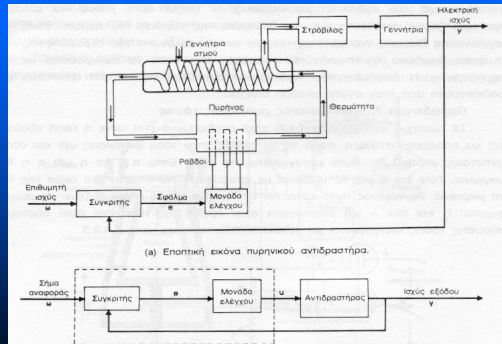 Ηλεκτρική
ισχύς
y
Στρόβιλος
Γεννήτρια
Γεννήτρια
ατμού
Θερμότητα
Πυρήνας
Ράβδοι
Επιθυμητή
ισχύς
ω
Συγκριτής
Σφάλμα
e
Μονάδα
ελέγχου
(α) Εποπτική εικόνα πυρηνικού αντιδραστήρα.
Σήμα
αναφοράς
ω
Συγκριτής
e
Μονάδα
ελέγχου
u
Αντιδραστήρας
Ισχύς εξόδου
y